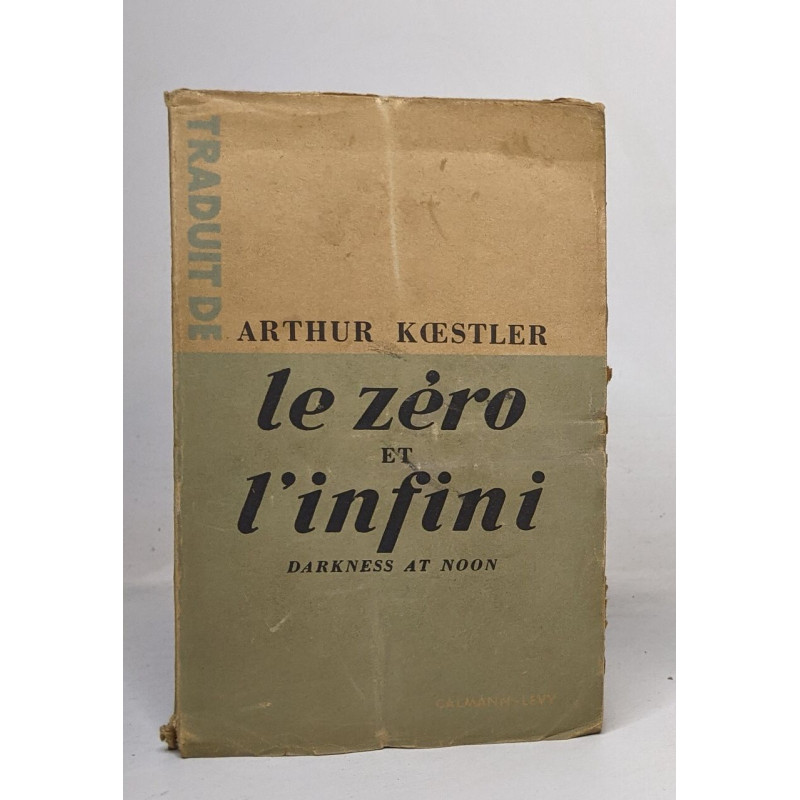 TRADUIT DE
ARTHUR KŒSTLER
le zéro
ET
l'infini
DARKNESS AT NOON
CALMANN-LÉVY